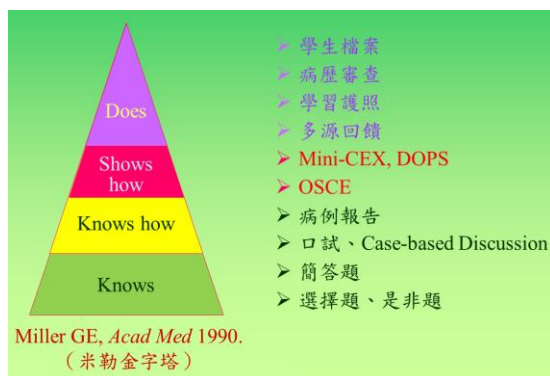 Does
Shows
how
Knows how
Knows
Miller GE, Acad Med 1990.
（米勒金字塔）
➢ 學生檔案
➢ 病歷審查
➢ 學習護照
➢ 多源回饋
➢ Mini-CEX, DOPS
➢ OSCE
➢ 病例報告
➢ 口試、Case-based Discussion
➢ 簡答題
➢ 選擇題、是非題